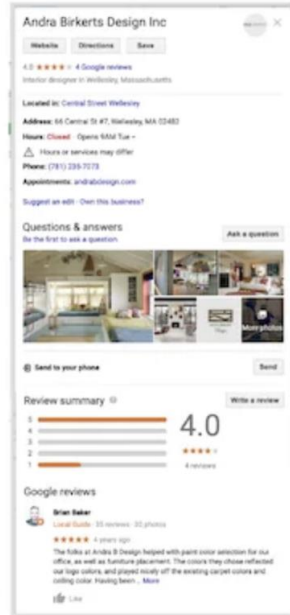 Andra Birkerts Design Inc
Website Directions Save
4.0 ★★★★★ 4 Google reviews
Interior designer in Wellesley, Massachusetts
Located in: Central Street Wellesley
Address: 66 Central St #7, Wellesley, MA 02482
Hours: Closed · Opens 9AM Tue
Hours or services may differ
Phone: (781) 235-7073
Appointments: andrabdesign.com
Suggest an edit · Own this business?
Questions & answers
Be the first to ask a question
Ask a question
More photos
Send to your phone
Send
Review summary
Write a review
5
4
3
2
1
4.0
4 reviews
Google reviews
Brian Baker
Local Guide · 35 reviews · 30 photos
★★★★★ 4 years ago
The folks at Andra B Design helped with paint color selection for our
office, as well as furniture placement. The colors they chose reflected
our logo colors, and played nicely off the existing carpet colors and
ceiling color. Having been ... More
Like